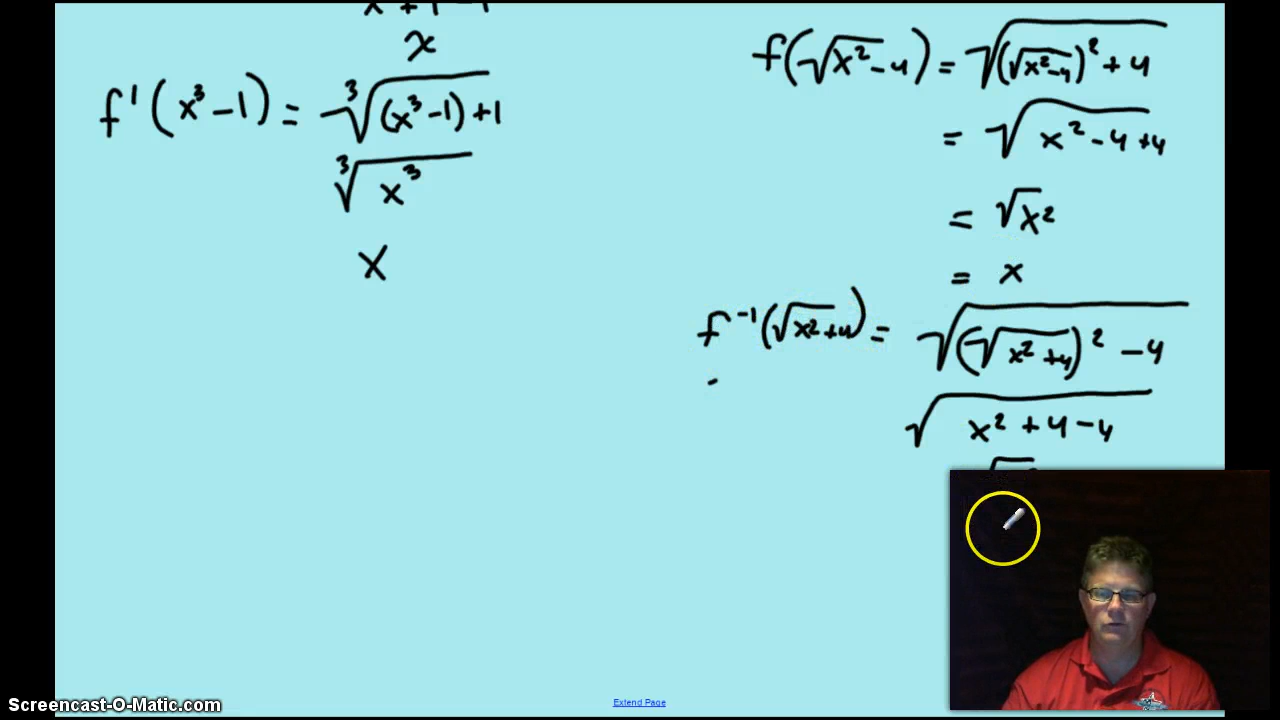 x
f'(x³ - 1) = ∛((x³ - 1) + 1)
∛(x³)
x
f(√(x² - 4)) = √((√(x² - 4))² + 4)
= √(x² - 4 + 4)
= √x²
= x
f⁻¹(√(x² + 4)) = √((√(x² + 4))² - 4)
√(x² + 4 - 4)
Extend Page
Screencast-O-Matic.com